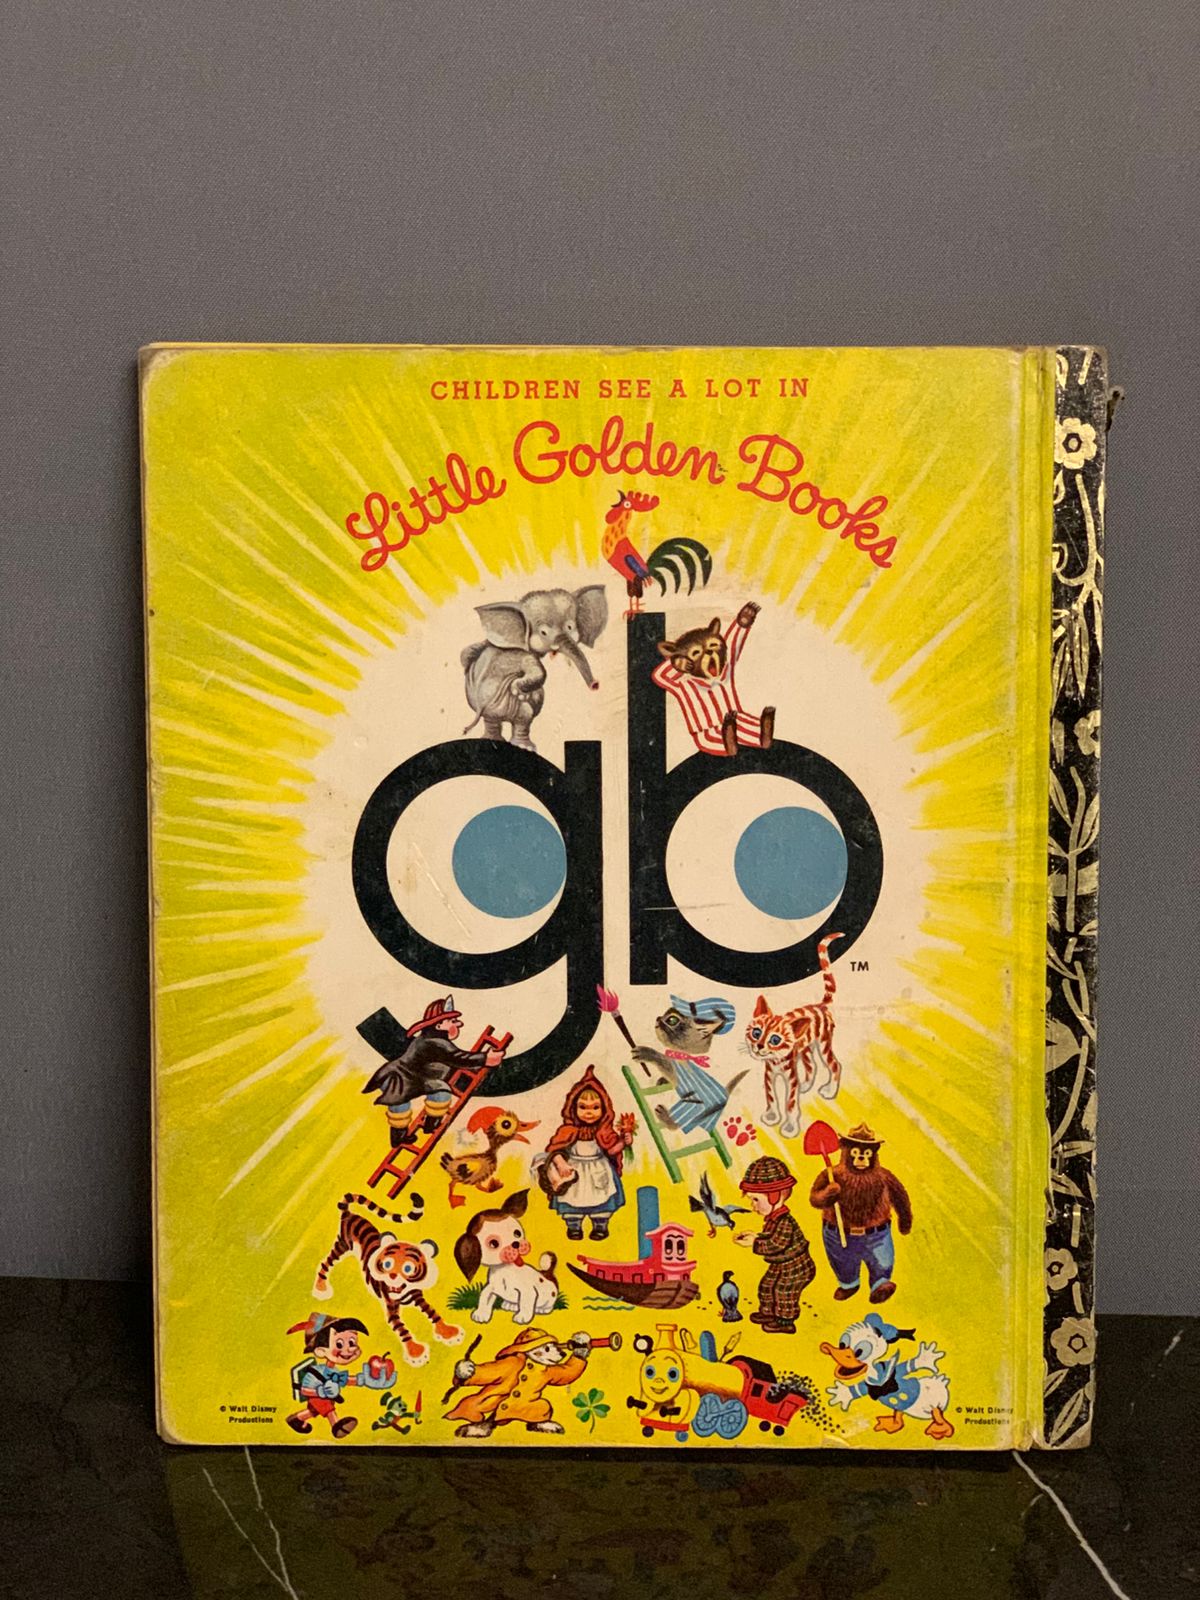 CHILDREN SEE A LOT IN
Little Golden Books
gb
TM
© Walt Disney
Productions
© Walt Disney
Productions